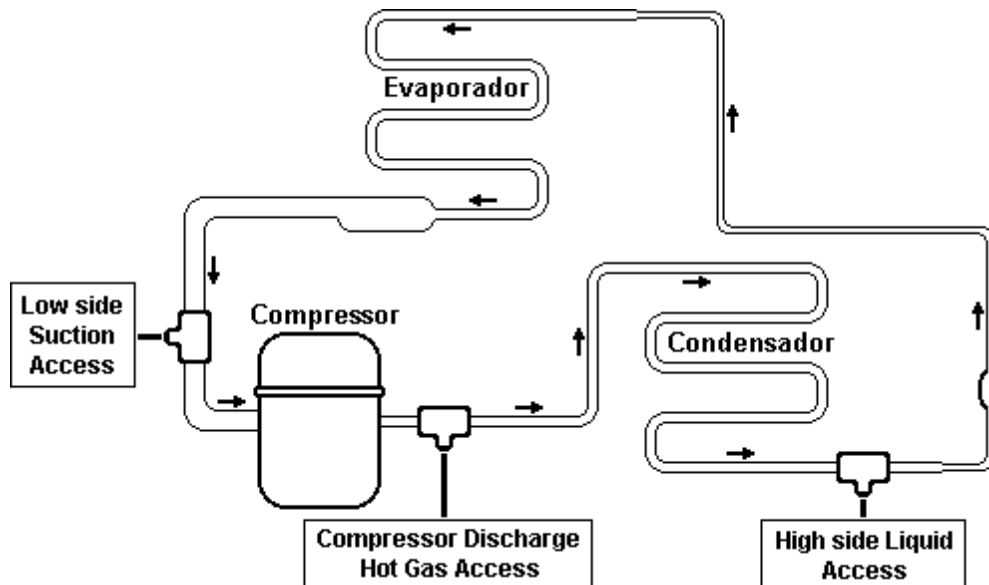 Evaporador
Low side
Suction
Access
Compressor
Condensador
Compressor Discharge
Hot Gas Access
High side Liquid
Access